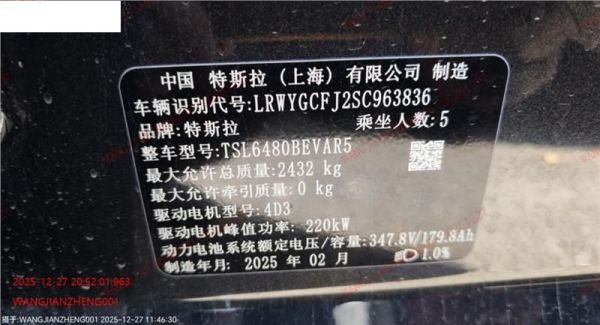 中国 特斯拉（上海）有限公司 制造
车辆识别代号:LRWYGCFJ2SC963836
品牌:特斯拉 乘坐人数:5
整车型号:TSL6480BEVAR5
最大允许总质量:2432 kg
最大允许牵引质量:0 kg
驱动电机型号:4D3
驱动电机峰值功率: 220kW
动力电池系统额定电压/容量:347.8V/179.8Ah
制造年月: 2025 年 02 月 1.0%
2025-12-27 20:52:01.963
WANGJIANZHENG001
摄于:WANGJIANZHENG001 2025-12-27 11:46:30